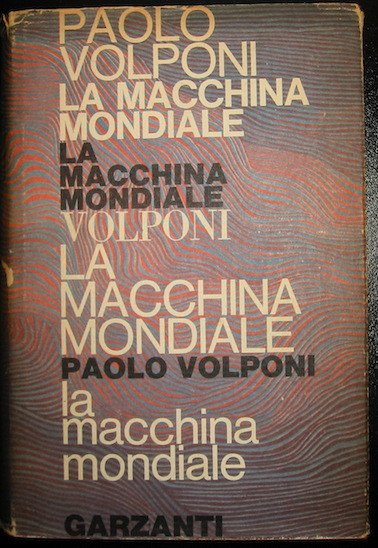 PAOLO
VOLPONI
LA MACCHINA
MONDIALE
LA
MACCHINA
MONDIALE
VOLPONI
LA
MACCHINA
MONDIALE
PAOLO VOLPONI
la
macchina
mondiale
GARZANTI